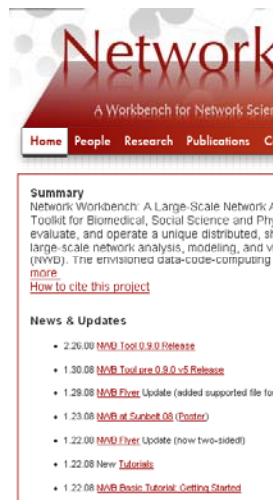 Network
A Workbench for Network Scie
Home People Research Publications C
Summary
Network Workbench: A Large-Scale Network A
Toolkit for Biomedical, Social Science and Phy
evaluate, and operate a unique distributed, sh
large-scale network analysis, modeling, and v
(NWB). The envisioned data-code-computing
more
How to cite this project
News & Updates
• 2.26.08 NWB Tool 0.9.0 Release
• 1.30.08 NWB Tool pre 0.9.0 v5 Release
• 1.29.08 NWB Flyer Update (added supported file for
• 1.23.08 NWB at Sunbelt 08 (Poster)
• 1.22.08 NWB Flyer Update (now two-sided!)
• 1.22.08 New Tutorials
• 1.22.08 NWB Basic Tutorial: Getting Started